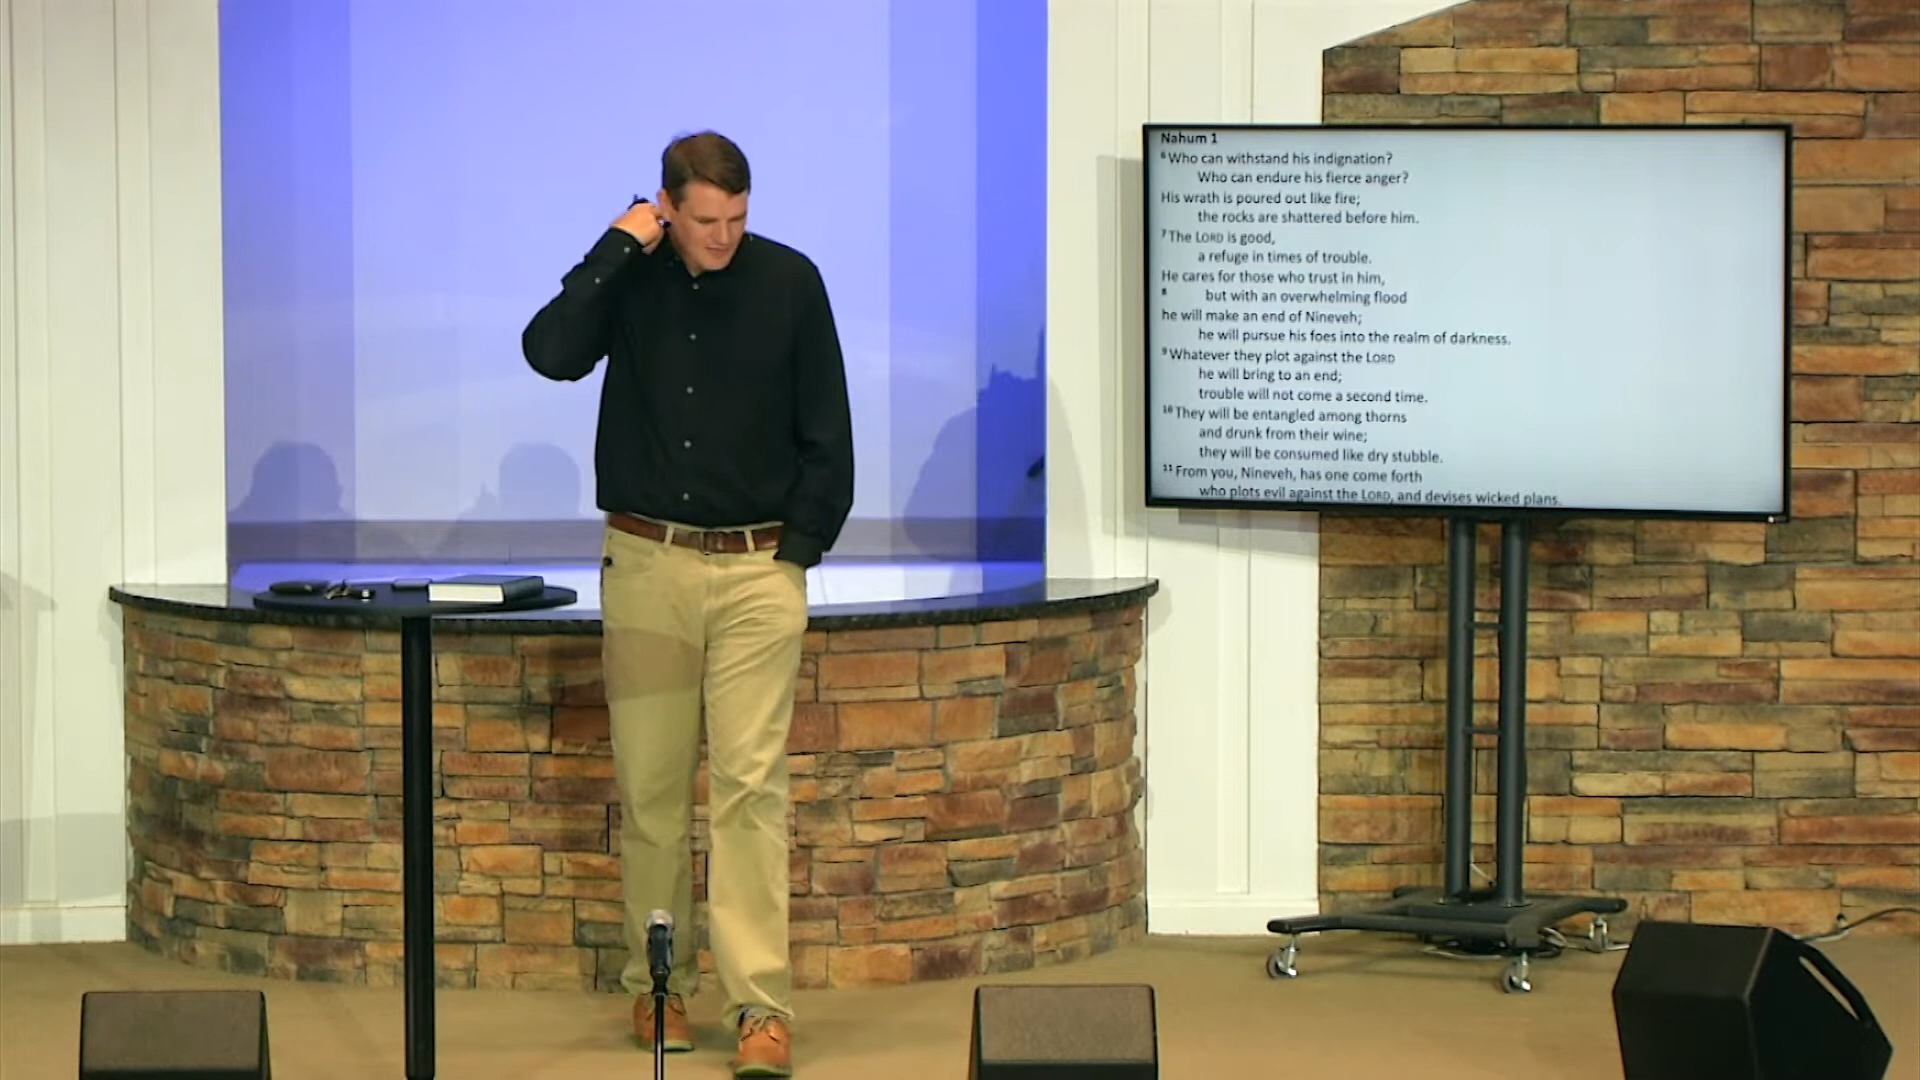 Nahum 1
6 Who can withstand his indignation?
Who can endure his fierce anger?
His wrath is poured out like fire;
the rocks are shattered before him.
7 The LORD is good,
a refuge in times of trouble.
He cares for those who trust in him,
8 but with an overwhelming flood
he will make an end of Nineveh;
he will pursue his foes into the realm of darkness.
9 Whatever they plot against the LORD
he will bring to an end;
trouble will not come a second time.
10 They will be entangled among thorns
and drunk from their wine;
they will be consumed like dry stubble.
11 From you, Nineveh, has one come forth
who plots evil against the LORD, and devises wicked plans.